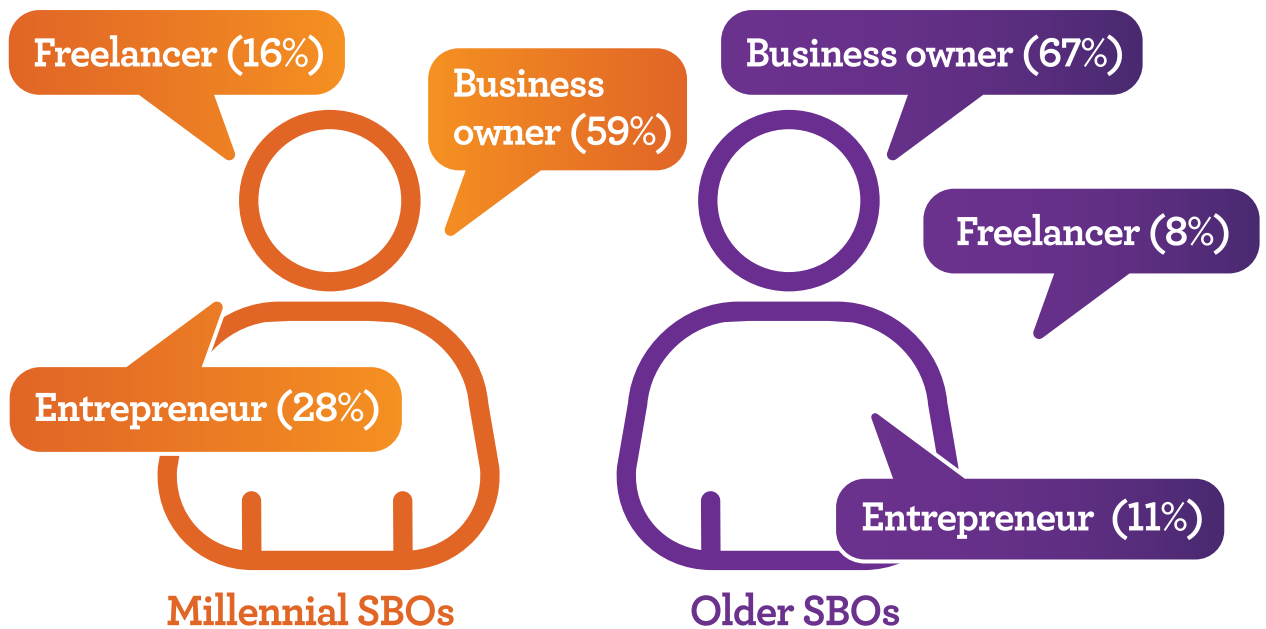 Freelancer (16%)
Business
owner (59%)
Entrepreneur (28%)
Millennial SBOs
Business owner (67%)
Freelancer (8%)
Entrepreneur (11%)
Older SBOs